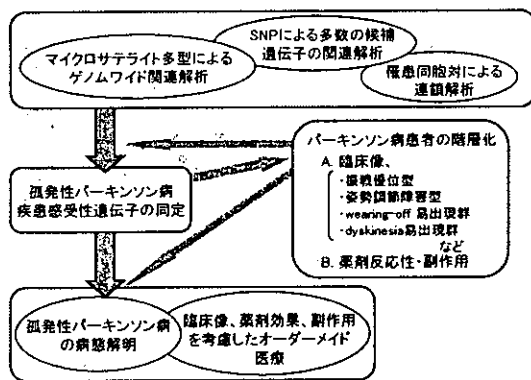 SNPによる多数の候補
遺伝子の関連解析
マイクロサテライト多型による
ゲノムワイド関連解析
罹患同胞対による
連鎖解析
パーキンソン病患者の階層化
A. 臨床像、
・振戦優位型
・姿勢調節障害型
・wearing-off 易出現群
・dyskinesia易出現群
など
B. 薬剤反応性・副作用
孤発性パーキンソン病
疾患感受性遺伝子の同定
孤発性パーキンソン病
の病態解明
臨床像、薬剤効果、副作用
を考慮したオーダーメイド
医療